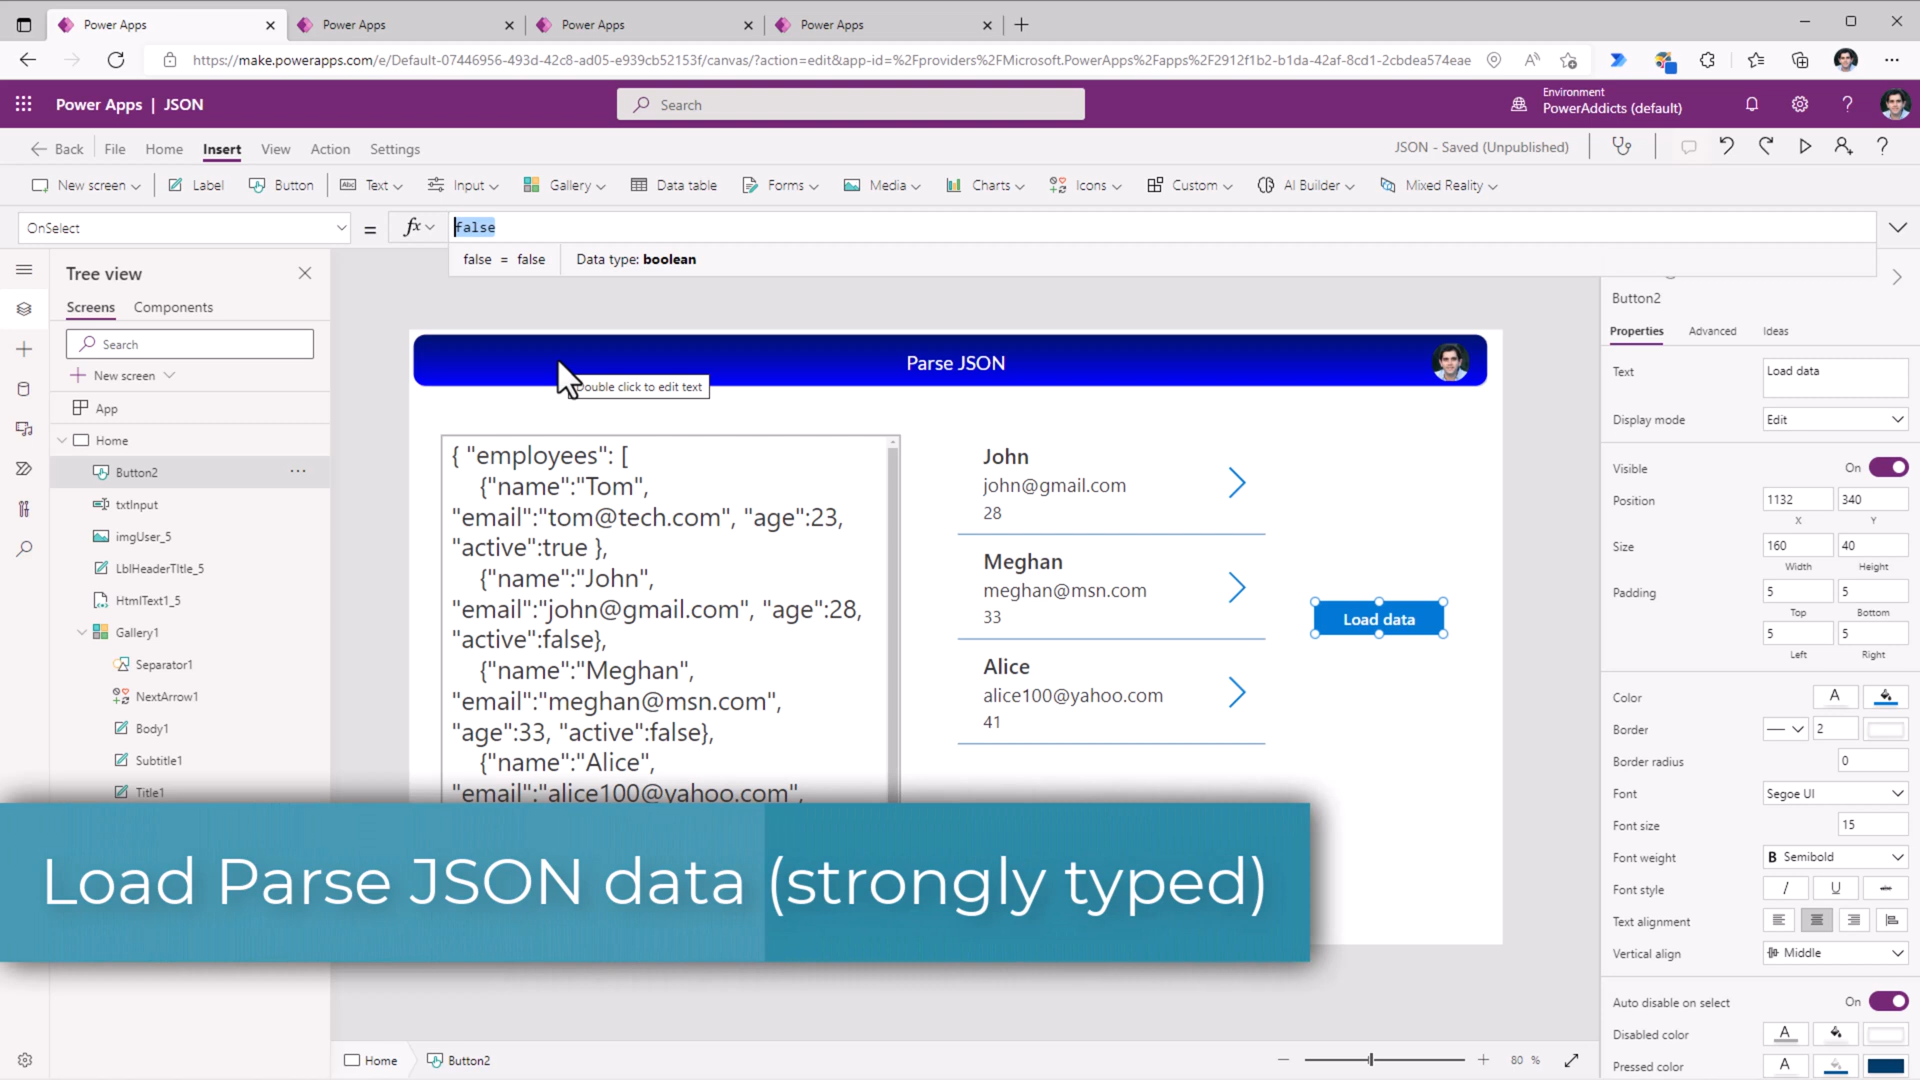 Power Apps
Power Apps
Power Apps
Power Apps
https://make.powerapps.com/e/Default-07446956-493d-42c8-ad05-e939cb52153f/canvas/?action=edit&app-id=%2Fproviders%2FMicrosoft.PowerApps%2Fapps%2F2912f1b2-b1da-42af-8cd1-2cbdea574eae
Power Apps | JSON
Search
Environment
PowerAddicts (default)
Back File Home Insert View Action Settings
JSON - Saved (Unpublished)
New screen Label Button Text Input Gallery Data table Forms Media Charts Icons Custom AI Builder Mixed Reality
OnSelect = fx false
false = false Data type: boolean
Tree view
Screens Components
Search
New screen
App
Home
Button2
txtInput
imgUser_5
LblHeaderTitle_5
HtmlText1_5
Gallery1
Separator1
NextArrow1
Body1
Subtitle1
Title1
Parse JSON
Double click to edit text
{ "employees": [
{"name":"Tom",
"email":"tom@tech.com", "age":23,
"active":true },
{"name":"John",
"email":"john@gmail.com", "age":28,
"active":false},
{"name":"Meghan",
"email":"meghan@msn.com",
"age":33, "active":false},
{"name":"Alice",
"email":"alice100@yahoo.com",
John
john@gmail.com
28
Meghan
meghan@msn.com
33
Alice
alice100@yahoo.com
41
Load data
Load Parse JSON data (strongly typed)
Button2
Properties Advanced Ideas
Text Load data
Display mode Edit
Visible On
Position 1132 340
X Y
Size 160 40
Width Height
Padding 5 5
Top Bottom
5 5
Left Right
Color A
Border 2
Border radius 0
Font Segoe UI
Font size 15
Font weight B Semibold
Font style / U
Text alignment
Vertical align Middle
Auto disable on select On
Disabled color A
Pressed color A
Home Button2
80 %